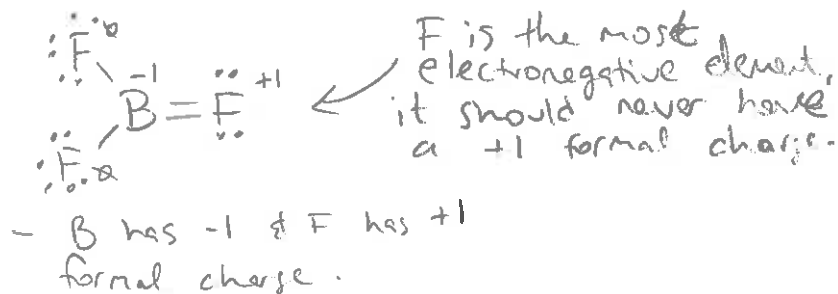 F is the most
electronegative element,
it should never have
a +1 formal charge.
F
-1
B = F +1
F
- B has -1 & F has +1
formal charge.